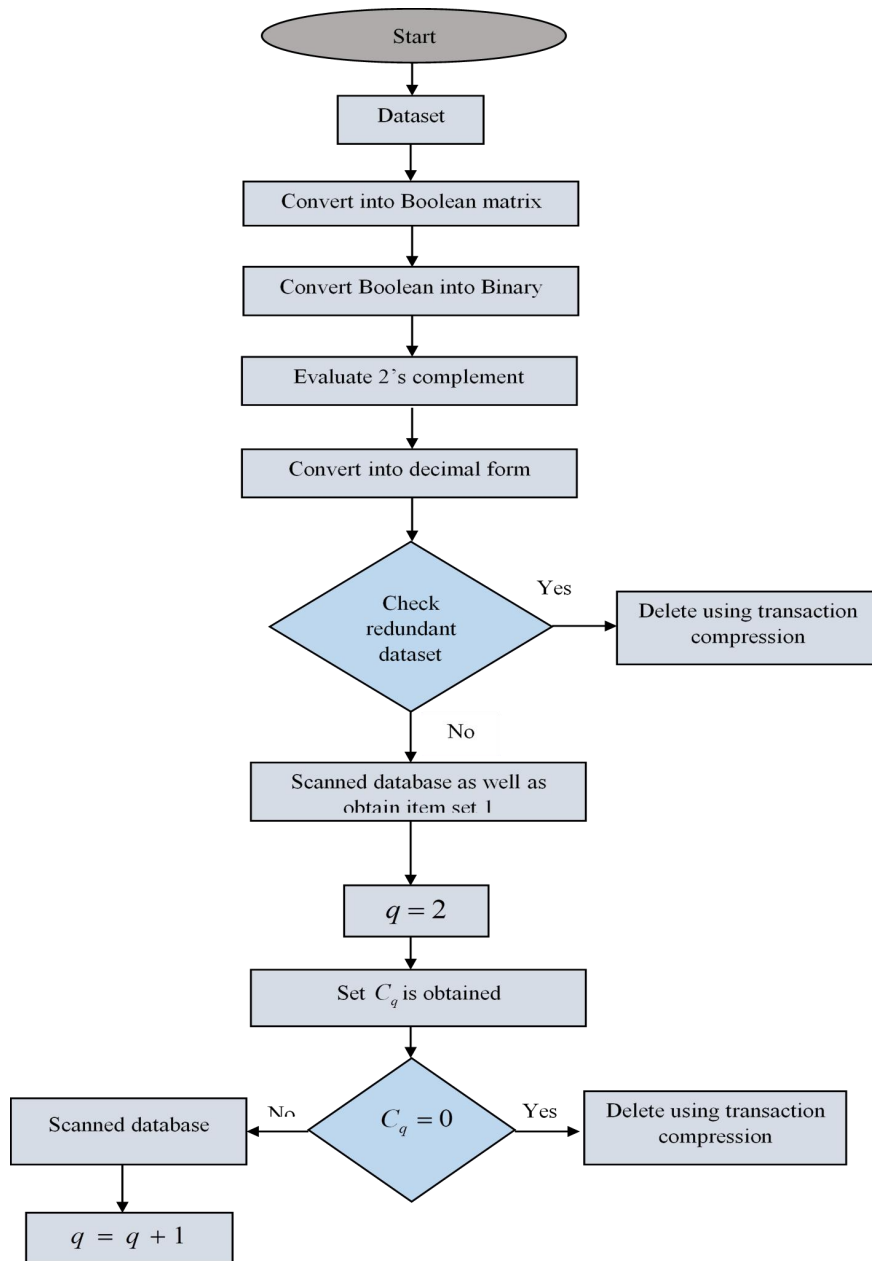 Start
Dataset
Convert into Boolean matrix
Convert Boolean into Binary
Evaluate 2’s complement
Convert into decimal form
Check
redundant
dataset
Yes
Delete using transaction
compression
No
Scanned database as well as
obtain item set 1
q = 2
Set C_q is obtained
C_q = 0
No
Scanned database
Yes
Delete using transaction
compression
q = q + 1